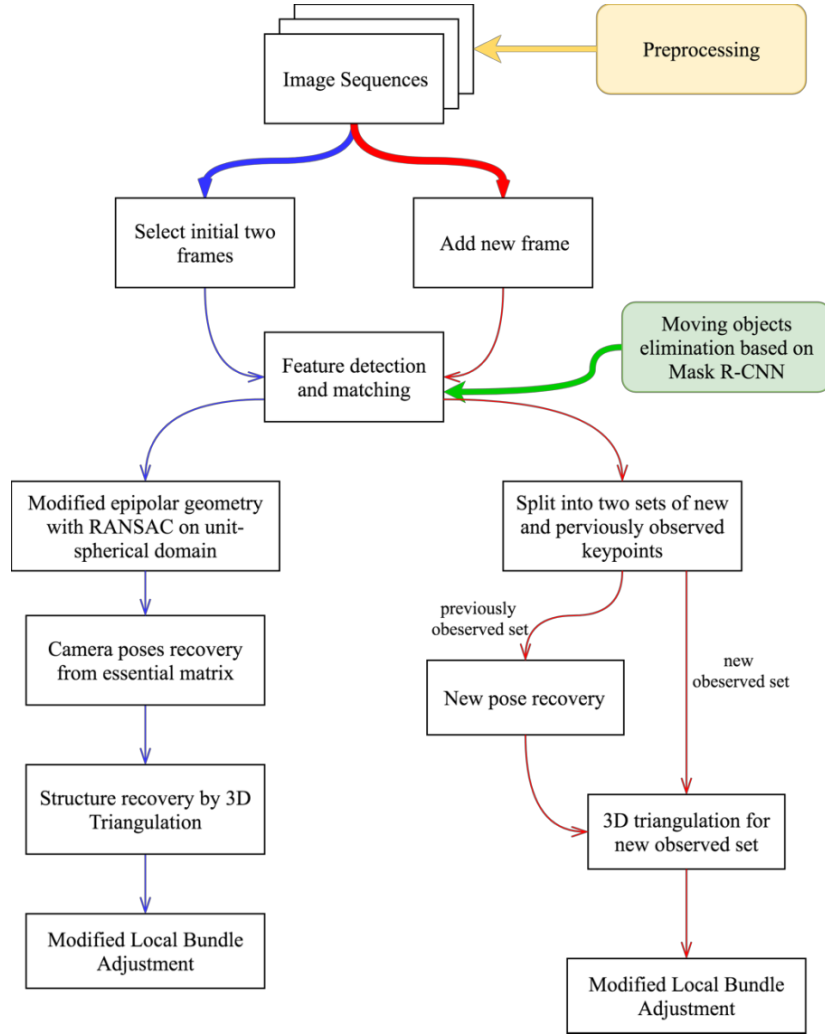 Image Sequences
Preprocessing
Select initial two
frames
Add new frame
Feature detection
and matching
Moving objects
elimination based on
Mask R-CNN
Modified epipolar geometry
with RANSAC on unit-
spherical domain
Split into two sets of new
and perviously observed
keypoints
previously
obeserved set
new
obeserved set
Camera poses recovery
from essential matrix
New pose recovery
Structure recovery by 3D
Triangulation
3D triangulation for
new observed set
Modified Local Bundle
Adjustment
Modified Local Bundle
Adjustment